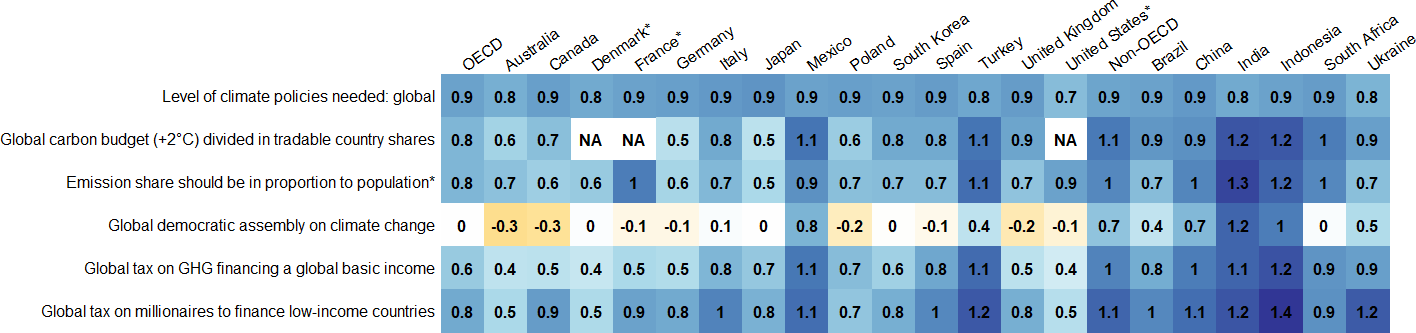 OECD Australia Canada Denmark* France* Germany Italy Japan Mexico Poland South Korea Spain Turkey United Kingdom United States* Non-OECD Brazil China India Indonesia South Africa Ukraine
Level of climate policies needed: global 0.9 0.8 0.9 0.8 0.9 0.9 0.9 0.9 0.9 0.9 0.9 0.9 0.8 0.9 0.7 0.9 0.9 0.9 0.8 0.9 0.9 0.8
Global carbon budget (+2°C) divided in tradable country shares 0.8 0.6 0.7 NA NA 0.5 0.8 0.5 1.1 0.6 0.8 0.8 1.1 0.9 NA 1.1 0.9 0.9 1.2 1.2 1 0.9
Emission share should be in proportion to population* 0.8 0.7 0.6 0.6 1 0.6 0.7 0.5 0.9 0.7 0.7 0.7 1.1 0.7 0.9 1 0.7 1 1.3 1.2 1 0.7
Global democratic assembly on climate change 0 -0.3 -0.3 0 -0.1 -0.1 0.1 0 0.8 -0.2 0 -0.1 0.4 -0.2 -0.1 0.7 0.4 0.7 1.2 1 0 0.5
Global tax on GHG financing a global basic income 0.6 0.4 0.5 0.4 0.5 0.5 0.8 0.7 1.1 0.7 0.6 0.8 1.1 0.5 0.4 1 0.8 1 1.1 1.2 0.9 0.9
Global tax on millionaires to finance low-income countries 0.8 0.5 0.9 0.5 0.9 0.8 1 0.8 1.1 0.7 0.8 1 1.2 0.8 0.5 1.1 1 1.1 1.2 1.4 0.9 1.2